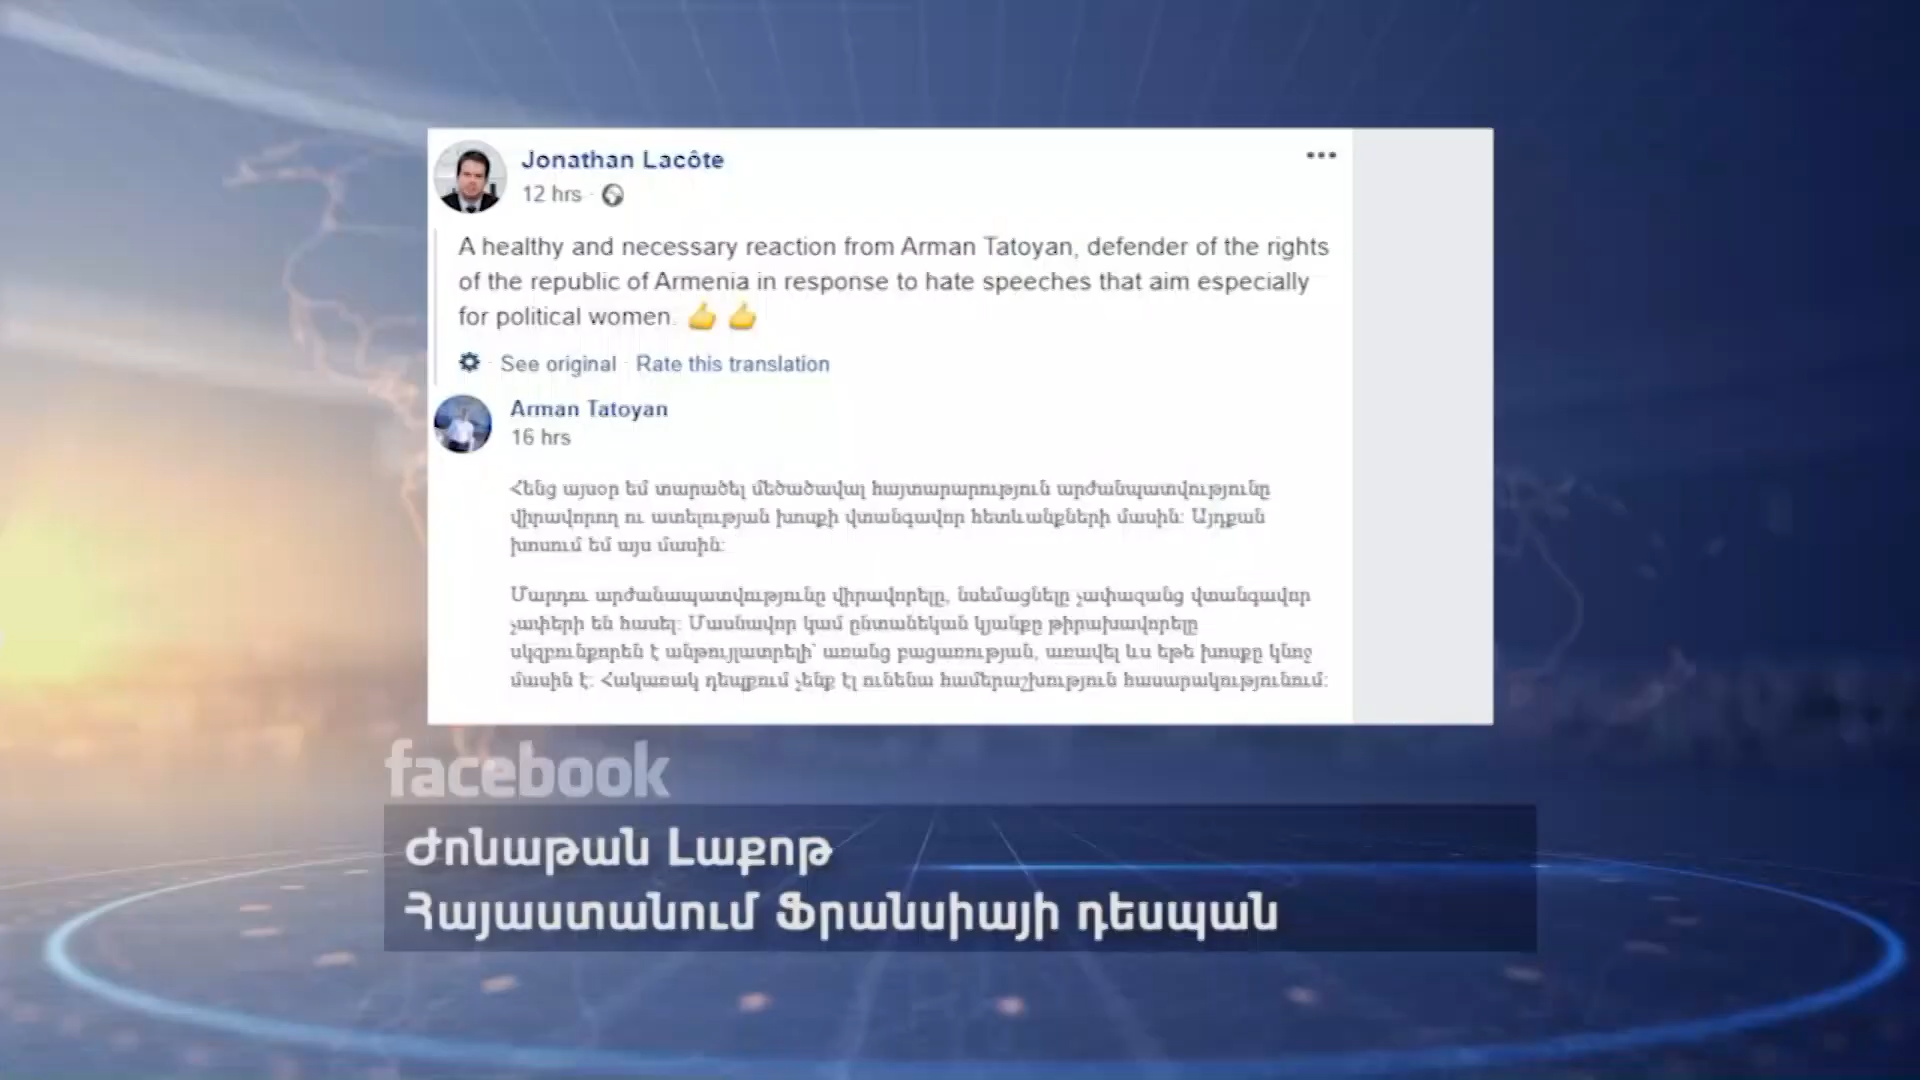 Jonathan Lacôte
12 hrs ·
A healthy and necessary reaction from Arman Tatoyan, defender of the rights
of the republic of Armenia in response to hate speeches that aim especially
for political women. 👍 👍
· See original · Rate this translation
Arman Tatoyan
16 hrs
Հենց այսօր եմ տարածել մեծածավալ հայտարարություն արժանապատվությունը
վիրավորող ու ատելության խոսքի վտանգավոր հետևանքների մասին: Այդքան
խոսում եմ այս մասին:
Մարդու արժանապատվությունը վիրավորելը, նսեմացնելը չափազանց վտանգավոր
չափերի են հասել: Մասնավոր կամ ընտանեկան կյանքը թիրախավորելը
սկզբունքորեն է անթույլատրելի՝ առանց բացառության, առավել ևս եթե խոսքը կնոջ
մասին է: Հակառակ դեպքում չենք էլ ունենա համերաշխություն հասարակությունում:
facebook
Ժոնաթան Լաքոթ
Հայաստանում Ֆրանսիայի դեսպան